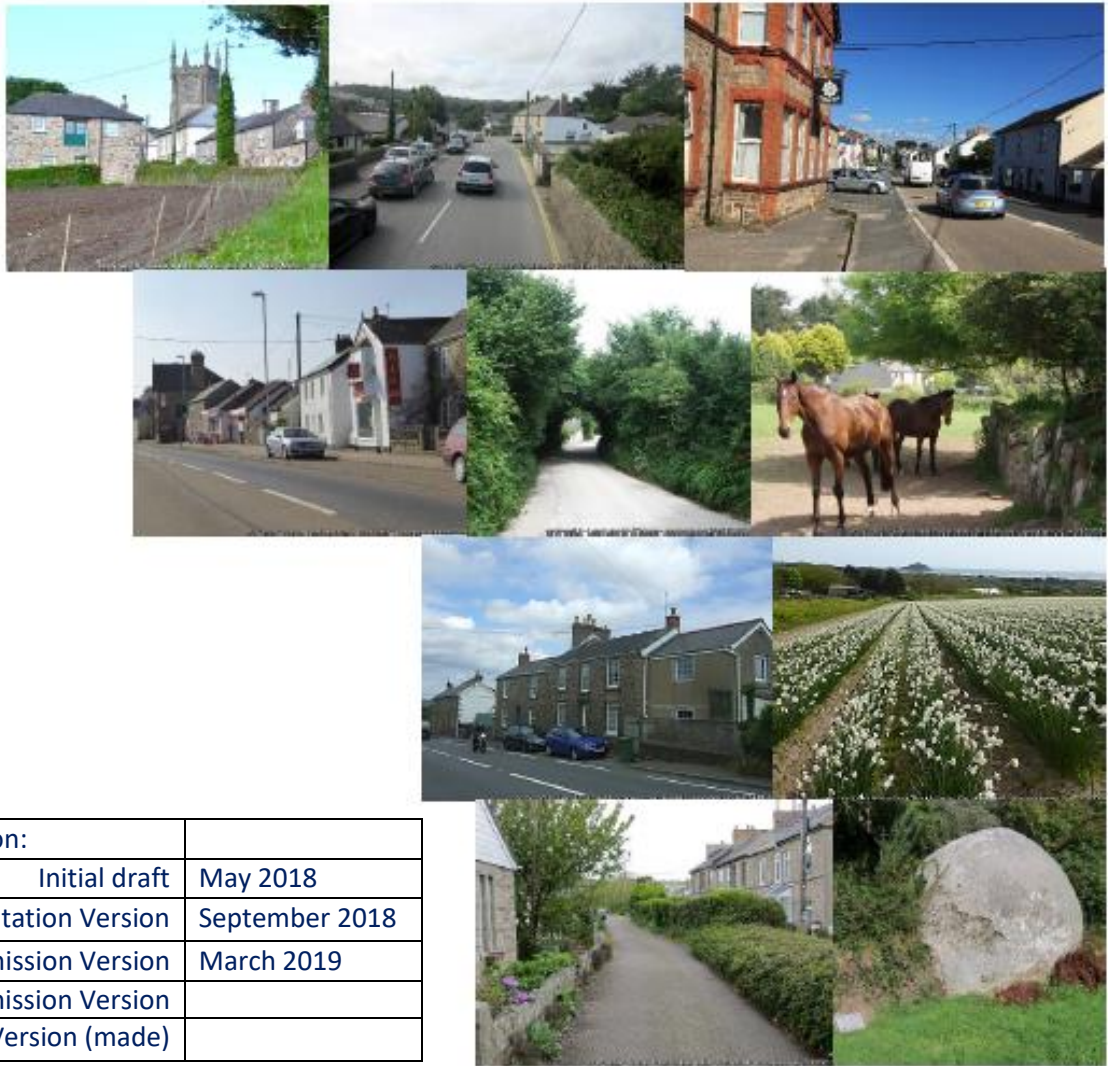 on:
Initial draft May 2018
tation Version September 2018
nission Version March 2019
nission Version
Version (made)